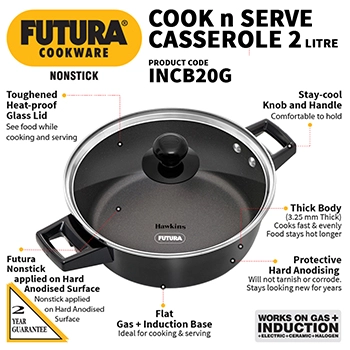 FUTURA®
COOKWARE
NONSTICK
COOK n SERVE
CASSEROLE 2 LITRE
PRODUCT CODE
INCB20G
Toughened
Heat-proof
Glass Lid
See food while
cooking and serving
Stay-cool
Knob and Handle
Comfortable to hold
Hawkins
FUTURA
Thick Body
(3.25 mm Thick)
Cooks fast & evenly
Food stays hot longer
Futura
Nonstick
applied on Hard
Anodised Surface
Nonstick applied
on Hard Anodised
Surface
Protective
Hard Anodising
Will not tarnish or corrode.
Stays looking new for years
Flat
Gas + Induction Base
Ideal for cooking & serving
2
YEAR
GUARANTEE
WORKS ON GAS +
INDUCTION
+ELECTRIC+CERAMIC+HALOGEN